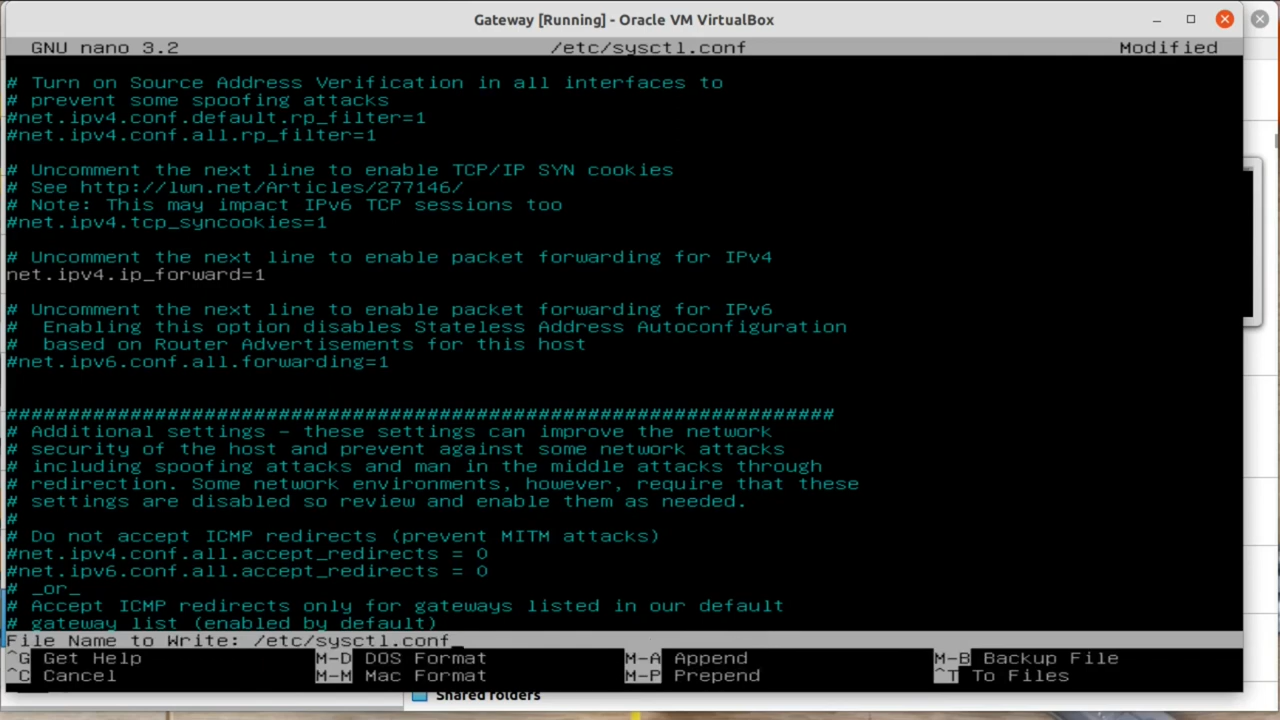 Gateway [Running] - Oracle VM VirtualBox
GNU nano 3.2 /etc/sysctl.conf Modified
# Turn on Source Address Verification in all interfaces to
# prevent some spoofing attacks
#net.ipv4.conf.default.rp_filter=1
#net.ipv4.conf.all.rp_filter=1
# Uncomment the next line to enable TCP/IP SYN cookies
# See http://lwn.net/Articles/277146/
# Note: This may impact IPv6 TCP sessions too
#net.ipv4.tcp_syncookies=1
# Uncomment the next line to enable packet forwarding for IPv4
net.ipv4.ip_forward=1
# Uncomment the next line to enable packet forwarding for IPv6
#  Enabling this option disables Stateless Address Autoconfiguration
#  based on Router Advertisements for this host
#net.ipv6.conf.all.forwarding=1
###################################################################
# Additional settings - these settings can improve the network
# security of the host and prevent against some network attacks
# including spoofing attacks and man in the middle attacks through
# redirection. Some network environments, however, require that these
# settings are disabled so review and enable them as needed.
#
# Do not accept ICMP redirects (prevent MITM attacks)
#net.ipv4.conf.all.accept_redirects = 0
#net.ipv6.conf.all.accept_redirects = 0
# _or_
# Accept ICMP redirects only for gateways listed in our default
# gateway list (enabled by default)
File Name to Write: /etc/sysctl.conf
^G Get Help M-D DOS Format M-A Append M-B Backup File
^C Cancel M-M Mac Format M-P Prepend ^T To Files
Shared folders